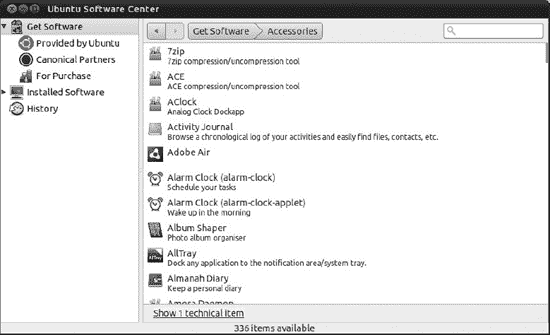 Ubuntu Software Center
Get Software
Provided by Ubuntu
Canonical Partners
For Purchase
Installed Software
History
Get Software
Accessories
7zip
7zip compression/uncompression tool
ACE
ACE compression/uncompression tool
AClock
Analog Clock Dockapp
Activity Journal
Browse a chronological log of your activities and easily find files, contacts, etc.
Adobe Air
Alarm Clock (alarm-clock)
Schedule your tasks
Alarm Clock (alarm-clock-applet)
Wake up in the morning
Album Shaper
Photo album organiser
AllTray
Dock any application to the notification area/system tray.
Almanah Diary
Keep a personal diary
Amora Daemon
Show 1 technical item
336 items available